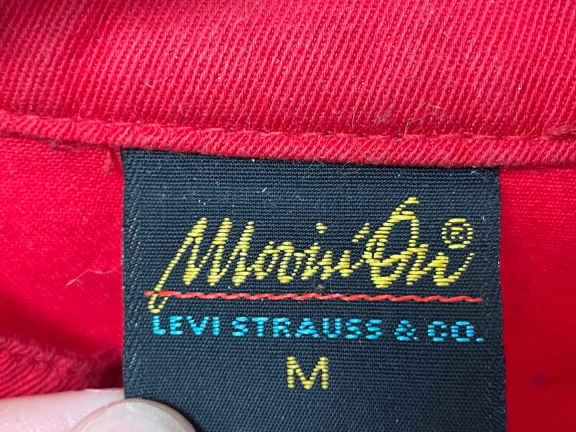 Movin' On®
LEVI STRAUSS & CO.
M